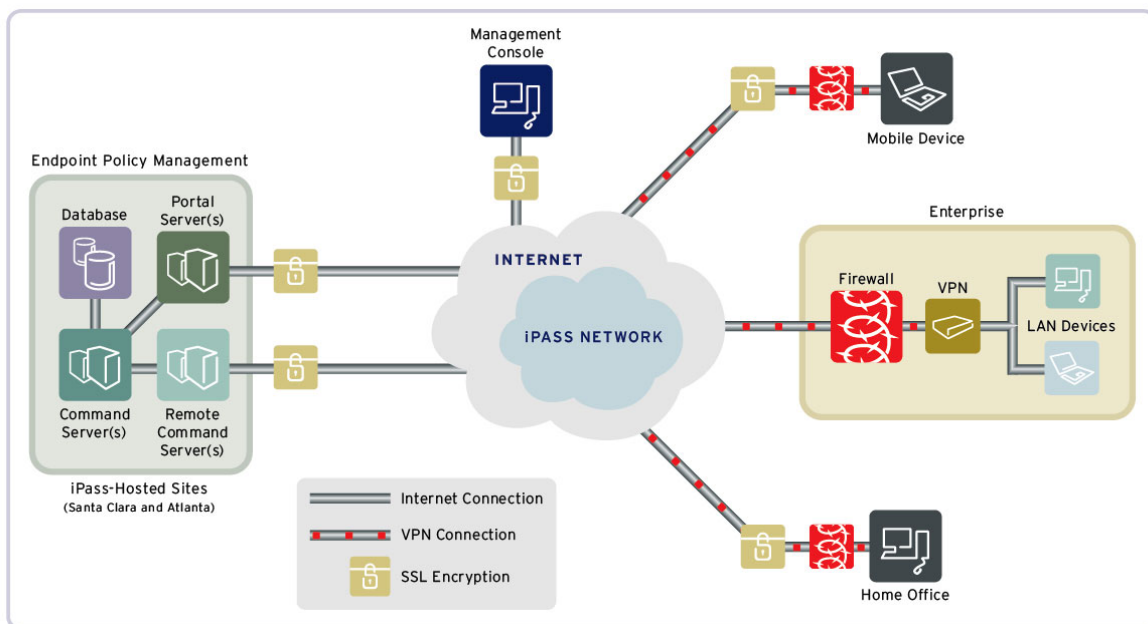 Management
Console
Mobile Device
Endpoint Policy Management
Database
Portal
Server(s)
Command
Server(s)
Remote
Command
Server(s)
iPass-Hosted Sites
(Santa Clara and Atlanta)
INTERNET
iPASS NETWORK
Enterprise
Firewall
VPN
LAN Devices
Internet Connection
VPN Connection
SSL Encryption
Home Office